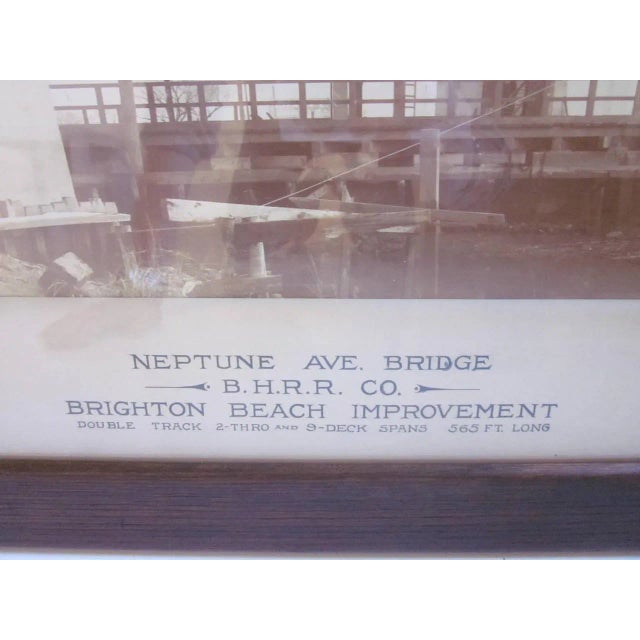 NEPTUNE AVE. BRIDGE
B.H.R.R. CO.
BRIGHTON BEACH IMPROVEMENT
DOUBLE TRACK 2-THRO AND 9-DECK SPANS 565 FT. LONG